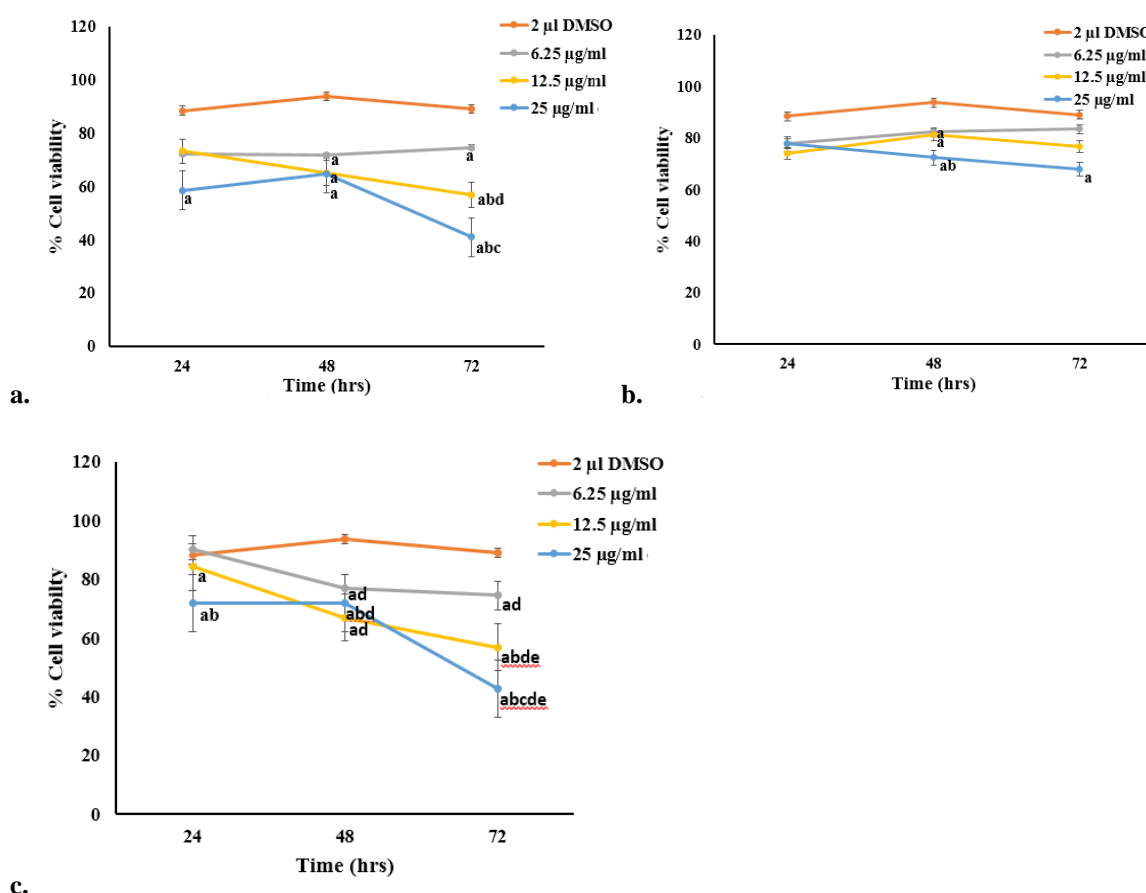 120
100
80
60
40
20
0
% Cell viability
24
48
72
Time (hrs)
2 µl DMSO
6.25 µg/ml
12.5 µg/ml
25 µg/ml
a
a
a
a
a
abd
abc
a.
120
100
80
60
40
20
0
% Cell viability
24
48
72
Time (hrs)
2 µl DMSO
6.25 µg/ml
12.5 µg/ml
25 µg/ml
a
a
ab
a
b.
120
100
80
60
40
20
0
% Cell viabilty
24
48
72
Time (hrs)
2 µl DMSO
6.25 µg/ml
12.5 µg/ml
25 µg/ml
a
ab
ad
abd
ad
ad
abde
abcde
c.